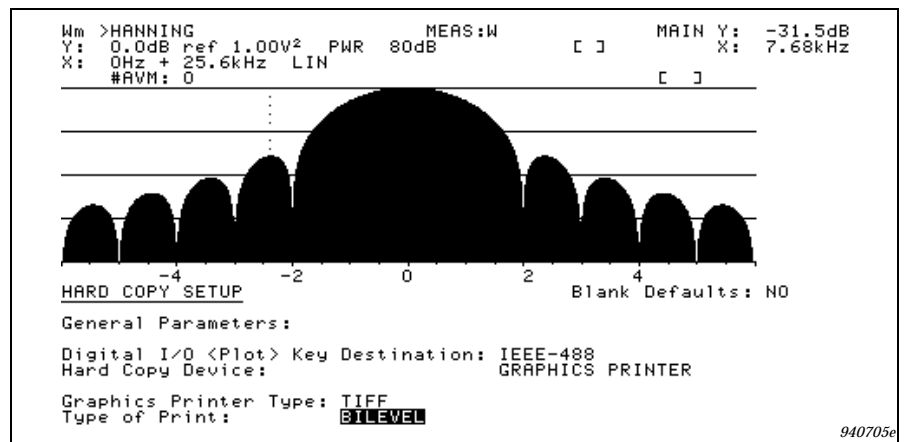 Wm >HANNING MEAS:W MAIN Y: -31.5dB
Y: 0.0dB ref 1.00V² PWR 80dB [ ] X: 7.68kHz
X: 0Hz + 25.6kHz LIN
#AVM: 0 [ ]
-4 -2 0 2 4
HARD COPY SETUP Blank Defaults: NO
General Parameters:
Digital I/O <Plot> Key Destination: IEEE-488
Hard Copy Device: GRAPHICS PRINTER
Graphics Printer Type: TIFF
Type of Print: BILEVEL
940705e